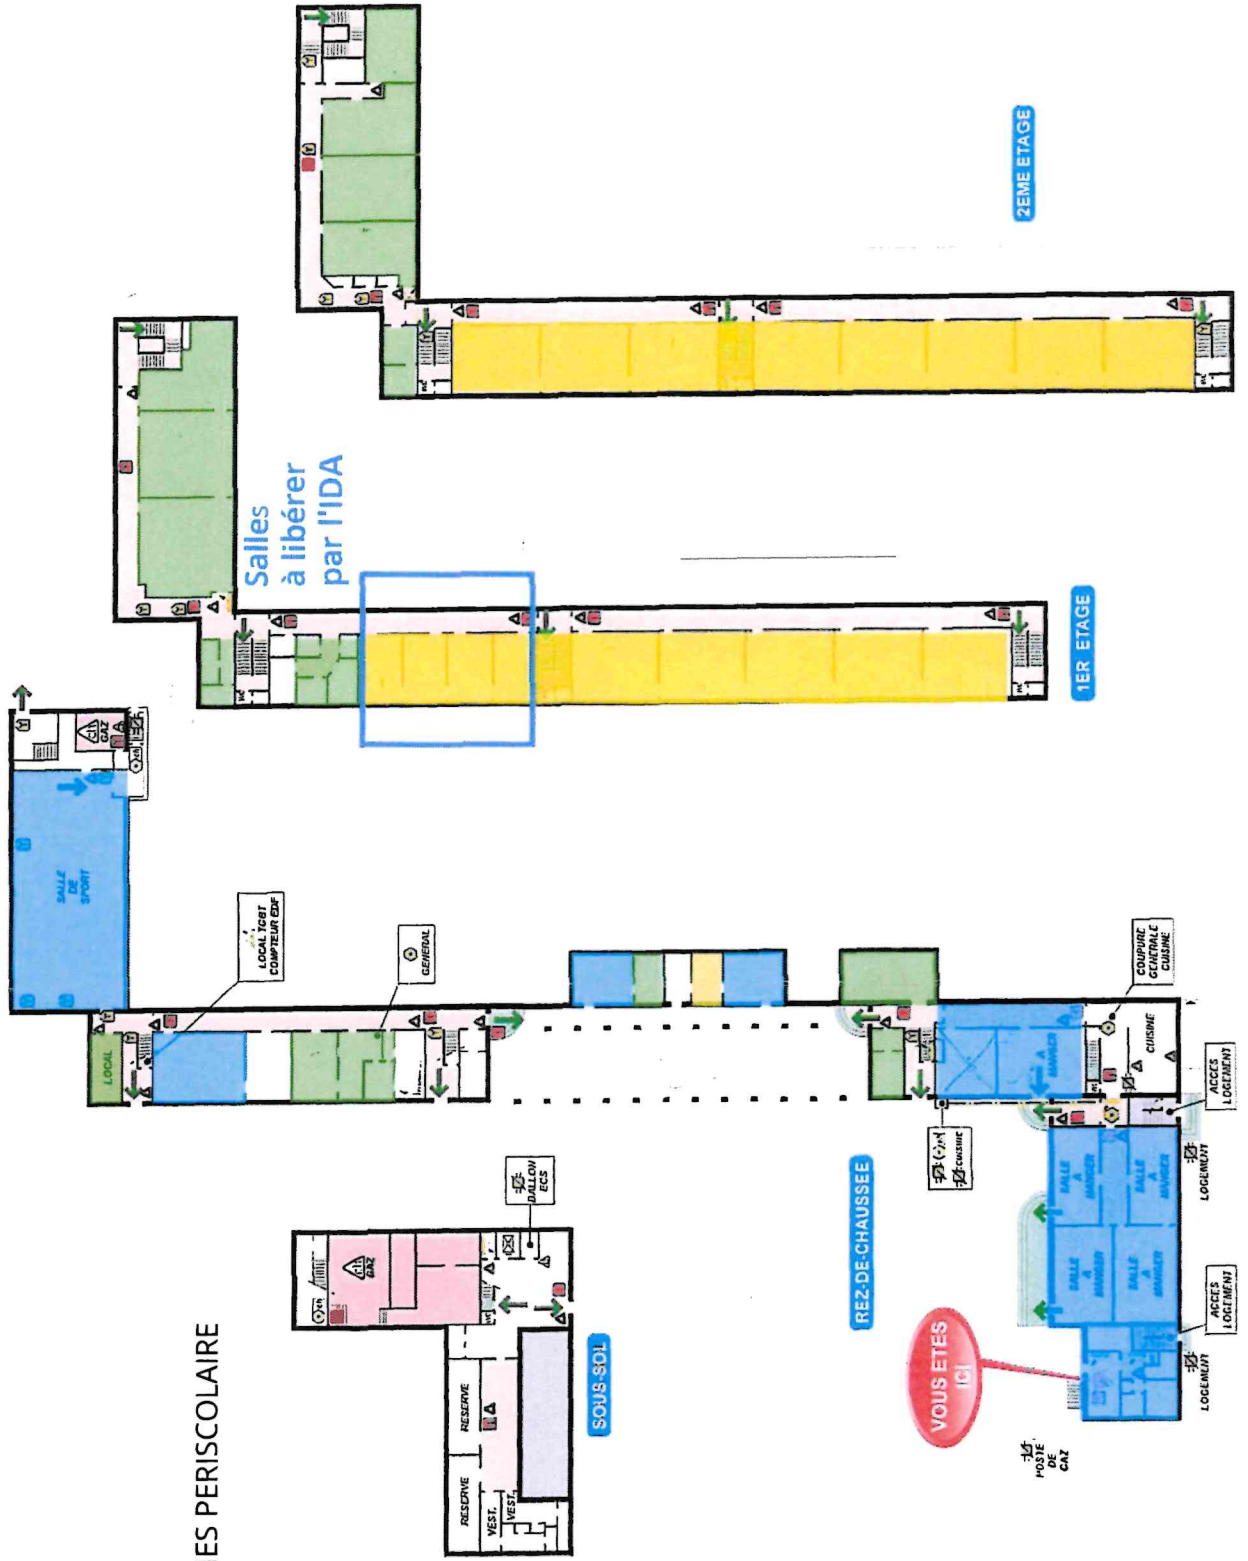 ES PERISCOLAIRE
RESERVE
RESERVE
VEST.
VEST.
GAZ
BALLON
ECS
SOUS-SOL
LOCAL
SALLE
DE
SPORT
GAZ
LOCAL TGBT
COMPTEUR EDF
GENERAL
REZ-DE-CHAUSSEE
VOUS ETES
ICI
POSTE
DE
GAZ
LOGEMENT
ACCES
LOGEMENT
SALLE
A
MANGER
SALLE
A
MANGER
SALLE
A
MANGER
SALLE
A
MANGER
LOGEMENT
ACCES
LOGEMENT
CUISINE
A
MANGER
CUISINE
COUPURE
GENERALE
CUISINE
Salles
à libérer
par l'IDA
1ER ETAGE
2EME ETAGE